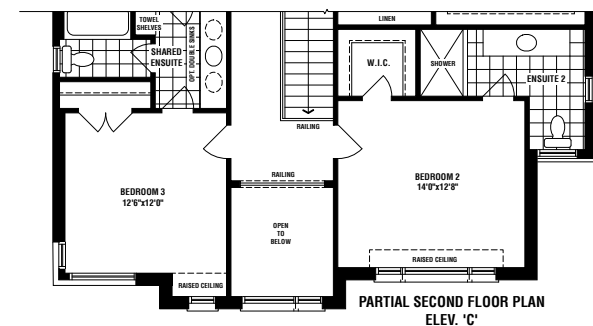 TOWEL
SHELVES
LINEN
SHARED
ENSUITE
OPT. DOUBLE SINKS
W.I.C.
SHOWER
ENSUITE 2
RAILING
RAILING
BEDROOM 3
12'6"x12'0"
BEDROOM 2
14'0"x12'8"
OPEN
TO
BELOW
RAISED CEILING
RAISED CEILING
PARTIAL SECOND FLOOR PLAN
ELEV. 'C'